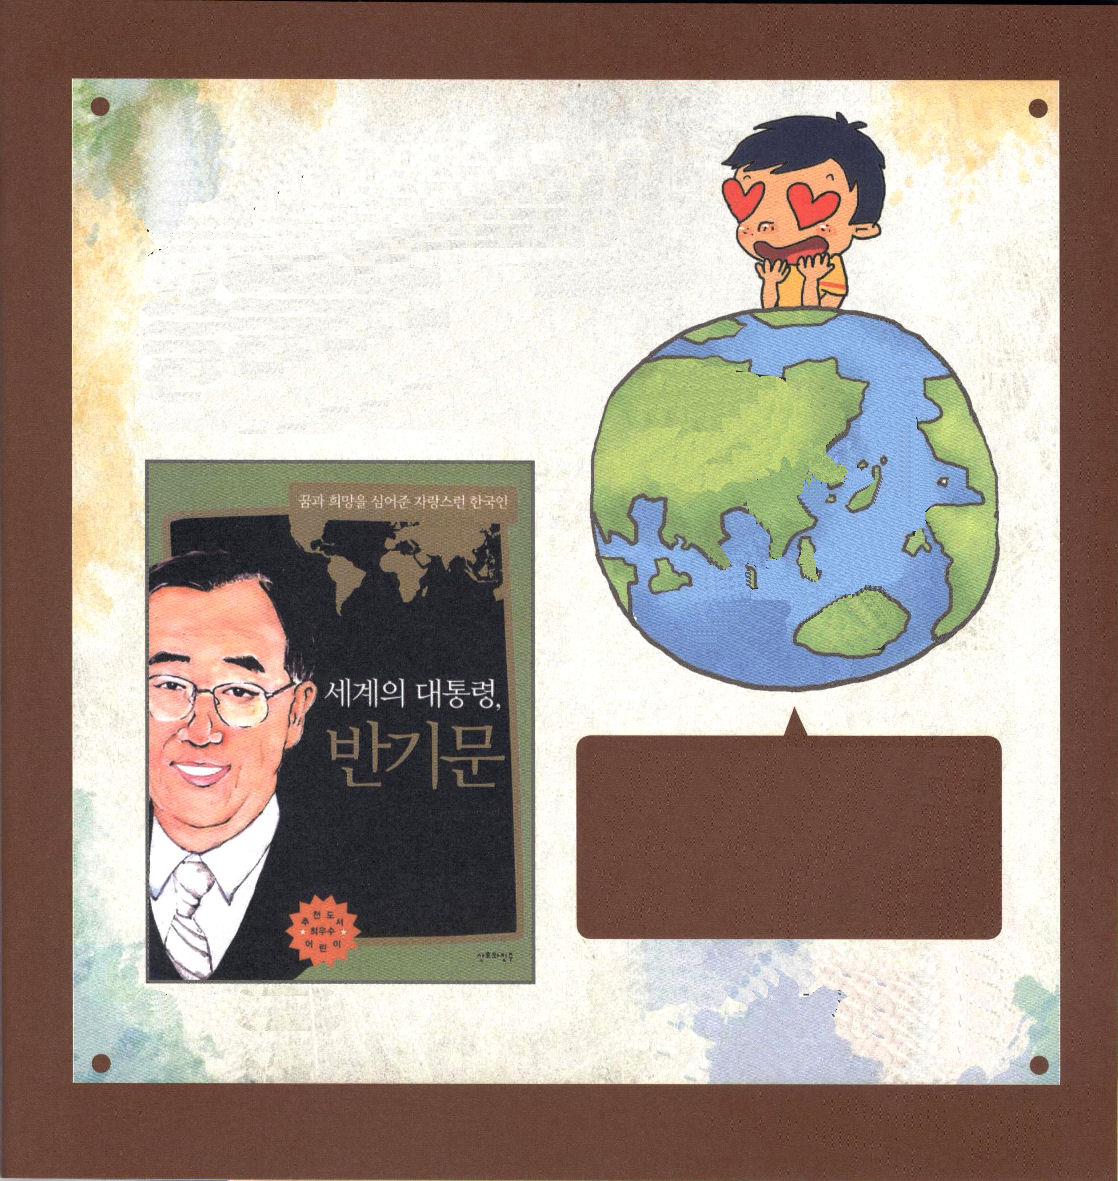 꿈과 희망을 심어준 자랑스런 한국인
세계의 대통령,
반기문
추천도서
최우수
어린이